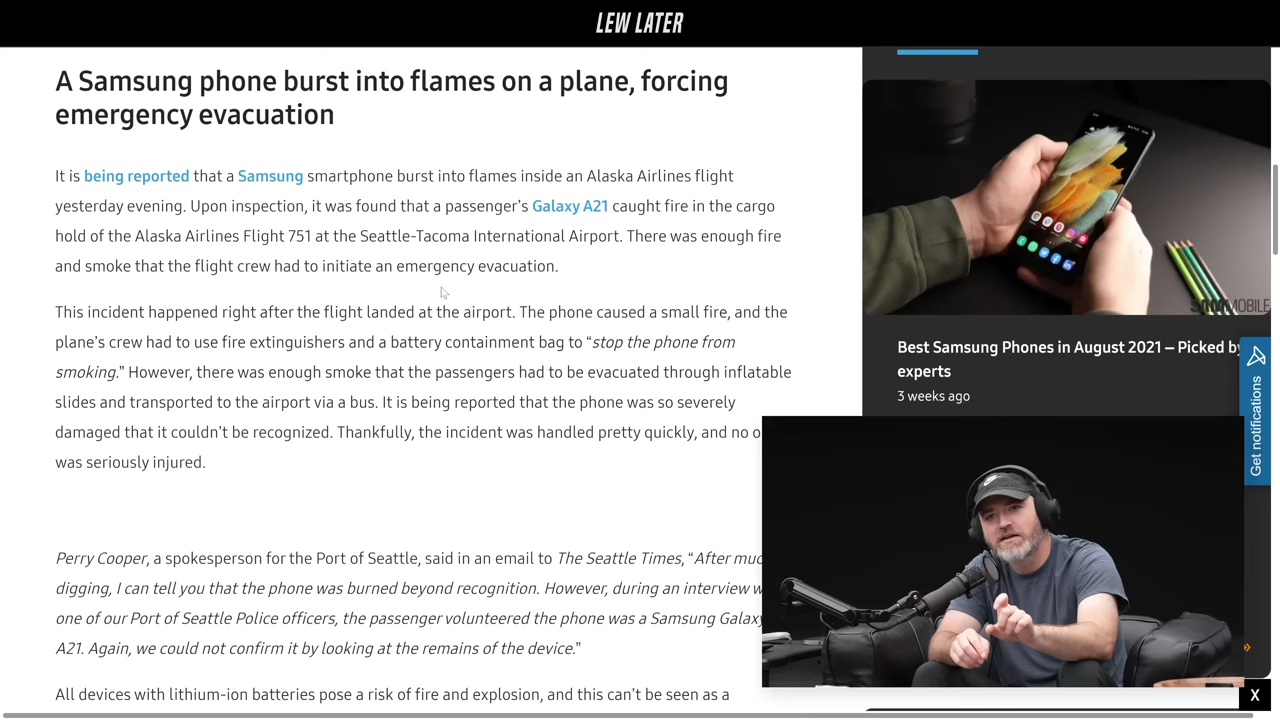 LEW LATER
A Samsung phone burst into flames on a plane, forcing
emergency evacuation
It is being reported that a Samsung smartphone burst into flames inside an Alaska Airlines flight
yesterday evening. Upon inspection, it was found that a passenger's Galaxy A21 caught fire in the cargo
hold of the Alaska Airlines Flight 751 at the Seattle-Tacoma International Airport. There was enough fire
and smoke that the flight crew had to initiate an emergency evacuation.
This incident happened right after the flight landed at the airport. The phone caused a small fire, and the
plane's crew had to use fire extinguishers and a battery containment bag to “stop the phone from
smoking.” However, there was enough smoke that the passengers had to be evacuated through inflatable
slides and transported to the airport via a bus. It is being reported that the phone was so severely
damaged that it couldn't be recognized. Thankfully, the incident was handled pretty quickly, and no
was seriously injured.
Perry Cooper, a spokesperson for the Port of Seattle, said in an email to The Seattle Times, “After
digging, I can tell you that the phone was burned beyond recognition. However, during an interview
one of our Port of Seattle Police officers, the passenger volunteered the phone was a Samsung Galaxy
A21. Again, we could not confirm it by looking at the remains of the device.”
All devices with lithium-ion batteries pose a risk of fire and explosion, and this can't be seen as a
Best Samsung Phones in August 2021 – Picked by
experts
3 weeks ago
Get notifications
X